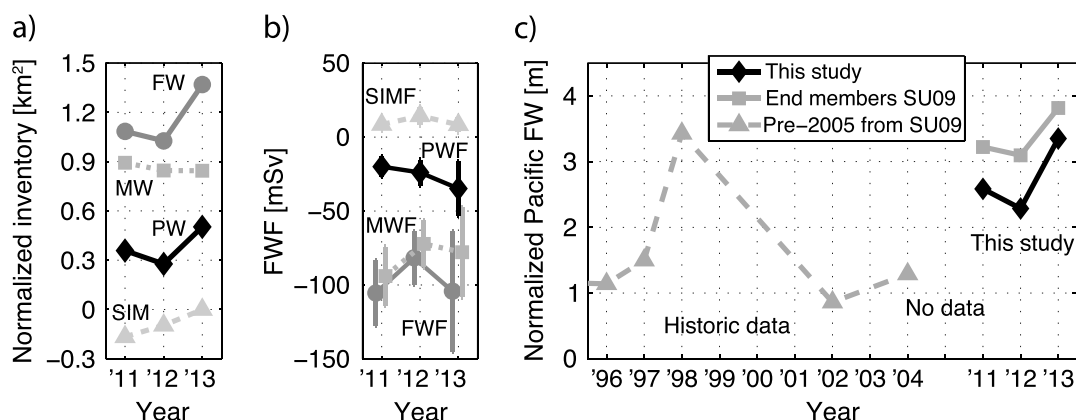 a)
Normalized inventory [km²]
1.5
1.2
0.9
0.6
0.3
0
−0.3
FW
MW
PW
SIM
'11 '12 '13
Year
b)
FWF [mSv]
50
0
−50
−100
−150
SIMF
PWF
MWF
FWF
'11 '12 '13
Year
c)
Normalized Pacific FW [m]
4
3
2
1
0
This study
End members SU09
Pre−2005 from SU09
This study
No data
Historic data
'96 '97 '98 '99 '00 '01 '02 '03 '04 '11 '12 '13
Year